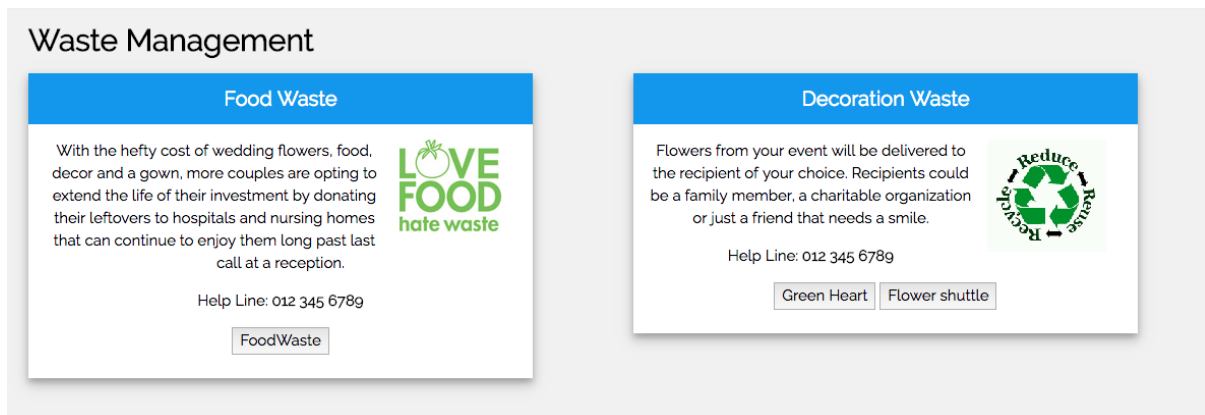 Waste Management
Food Waste
With the hefty cost of wedding flowers, food,
decor and a gown, more couples are opting to
extend the life of their investment by donating
their leftovers to hospitals and nursing homes
that can continue to enjoy them long past last
call at a reception.
LOVE
FOOD
hate waste
Help Line: 012 345 6789
FoodWaste
Decoration Waste
Flowers from your event will be delivered to
the recipient of your choice. Recipients could
be a family member, a charitable organization
or just a friend that needs a smile.
Reduce
Reuse
Recycle
Help Line: 012 345 6789
Green Heart
Flower shuttle